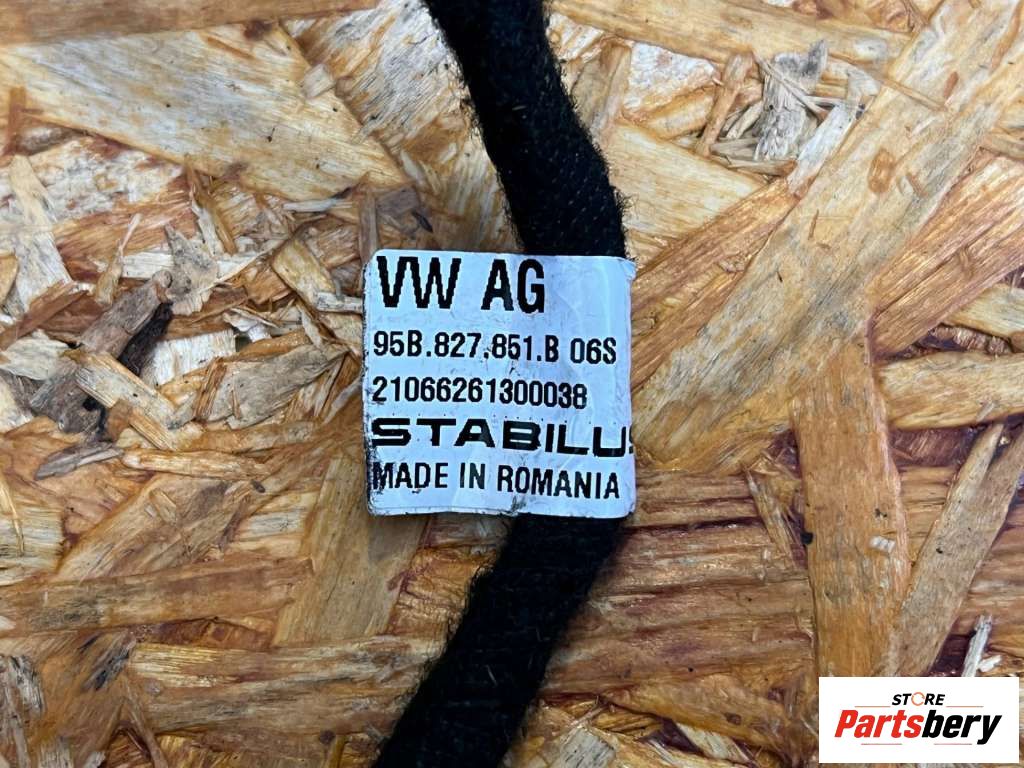 VW AG
95B.827.851.B 06S
21066261300038
STABILUS
MADE IN ROMANIA
STORE
Partsbery